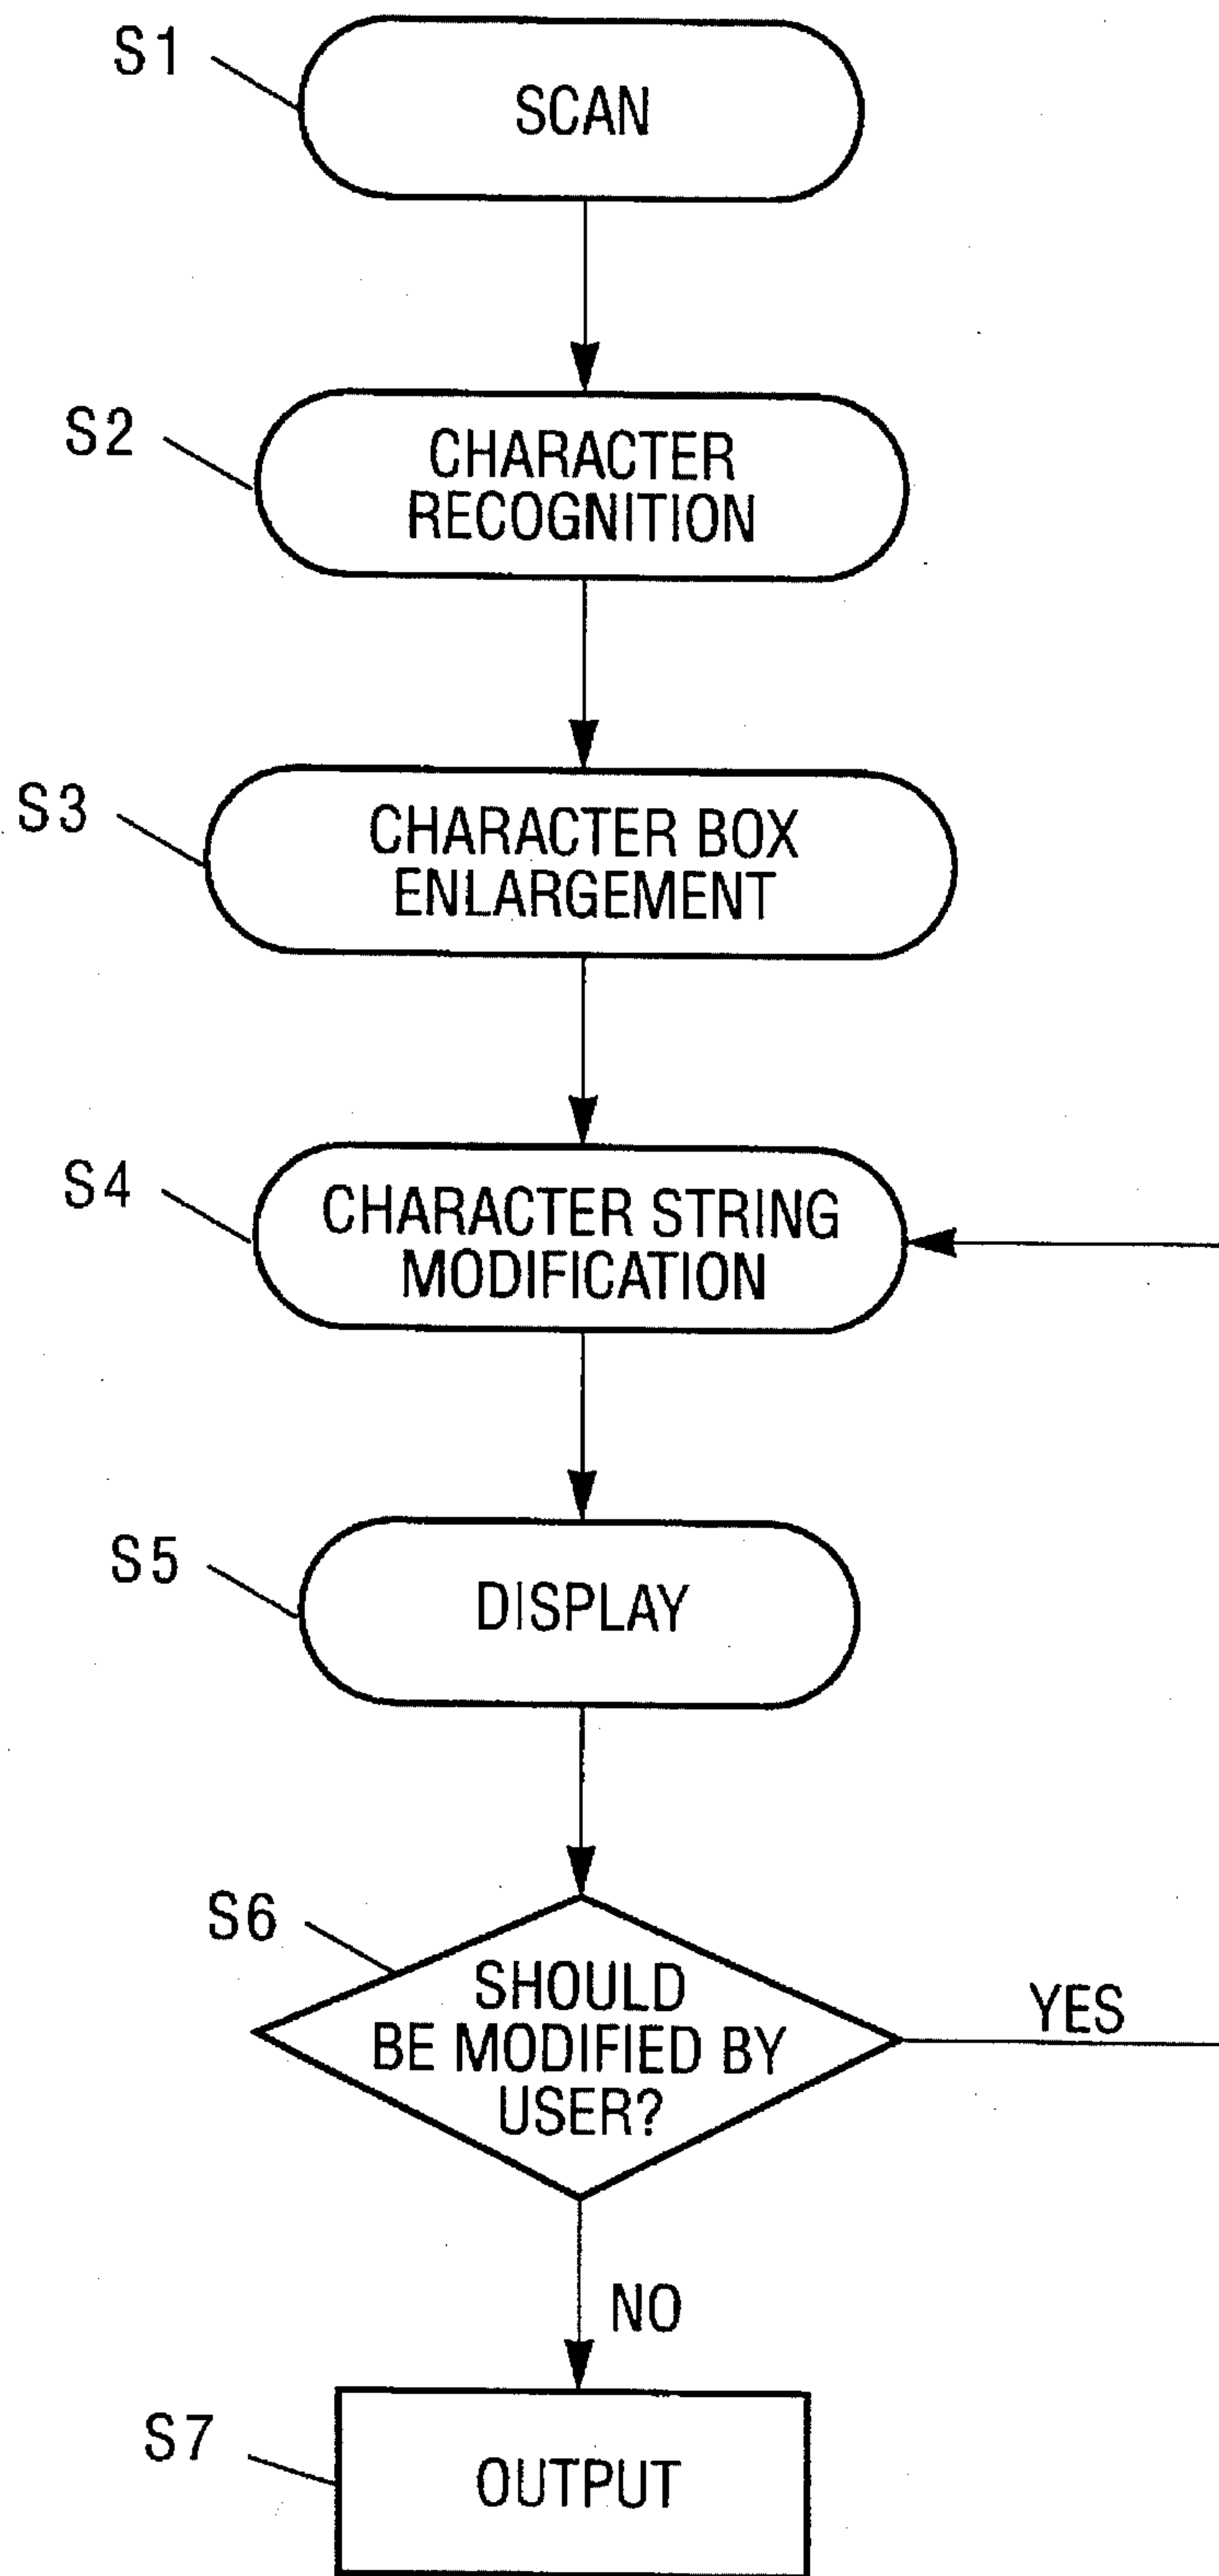 S1
SCAN
S2
CHARACTER
RECOGNITION
S3
CHARACTER BOX
ENLARGEMENT
S4
CHARACTER STRING
MODIFICATION
S5
DISPLAY
S6
SHOULD
BE MODIFIED BY
USER?
YES
NO
S7
OUTPUT